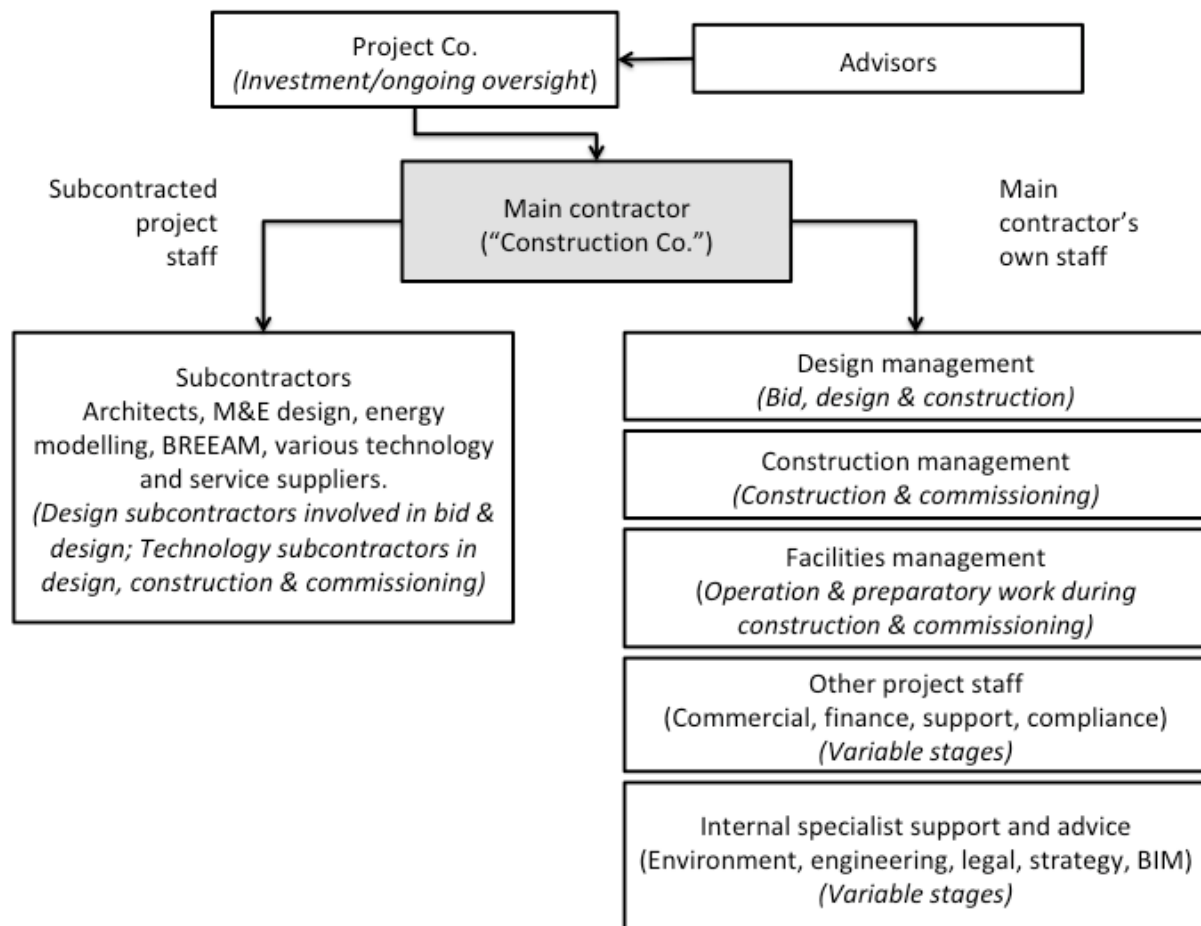 Project Co.
(Investment/ongoing oversight)
Advisors
Subcontracted
project
staff
Main contractor
(“Construction Co.”)
Main
contractor’s
own staff
Subcontractors
Architects, M&E design, energy
modelling, BREEAM, various technology
and service suppliers.
(Design subcontractors involved in bid &
design; Technology subcontractors in
design, construction & commissioning)
Design management
(Bid, design & construction)
Construction management
(Construction & commissioning)
Facilities management
(Operation & preparatory work during
construction & commissioning)
Other project staff
(Commercial, finance, support, compliance)
(Variable stages)
Internal specialist support and advice
(Environment, engineering, legal, strategy, BIM)
(Variable stages)